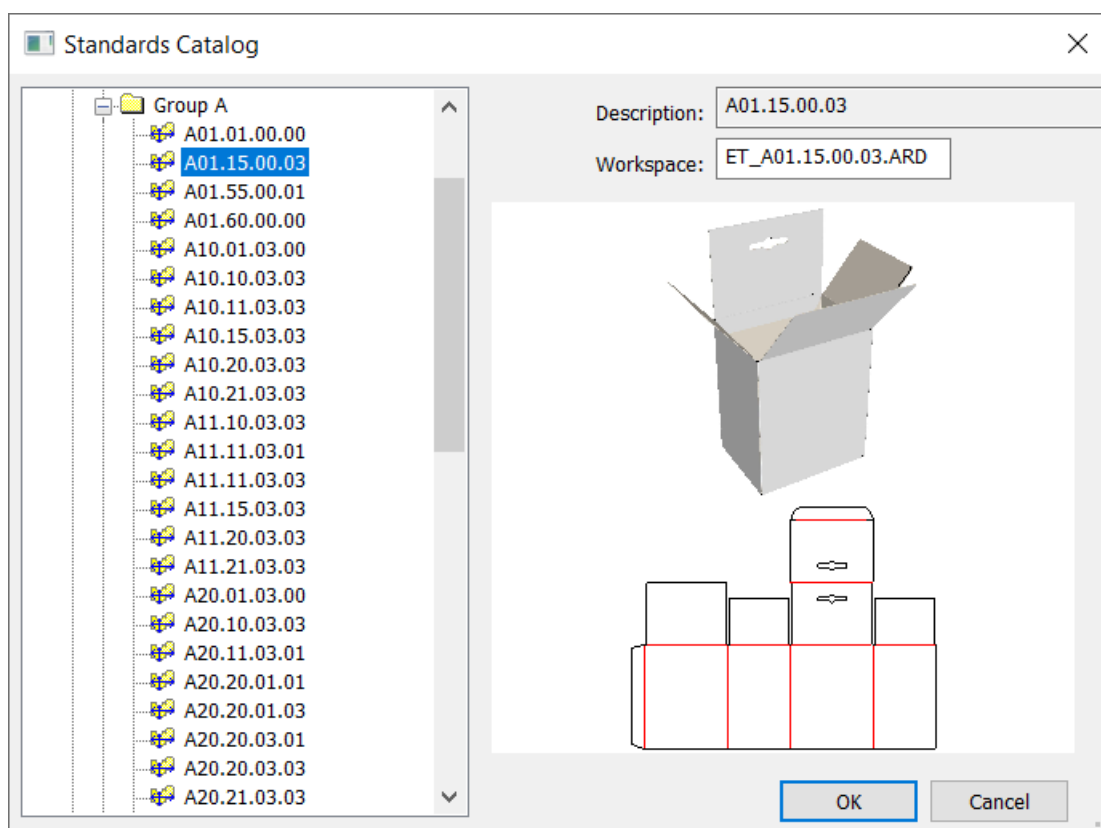 Standards Catalog
Group A
A01.01.00.00
A01.15.00.03
A01.55.00.01
A01.60.00.00
A10.01.03.00
A10.10.03.03
A10.11.03.03
A10.15.03.03
A10.20.03.03
A10.21.03.03
A11.10.03.03
A11.11.03.01
A11.11.03.03
A11.15.03.03
A11.20.03.03
A11.21.03.03
A20.01.03.00
A20.10.03.03
A20.11.03.01
A20.20.01.01
A20.20.01.03
A20.20.03.01
A20.20.03.03
A20.21.03.03
Description: A01.15.00.03
Workspace: ET_A01.15.00.03.ARD
OK Cancel